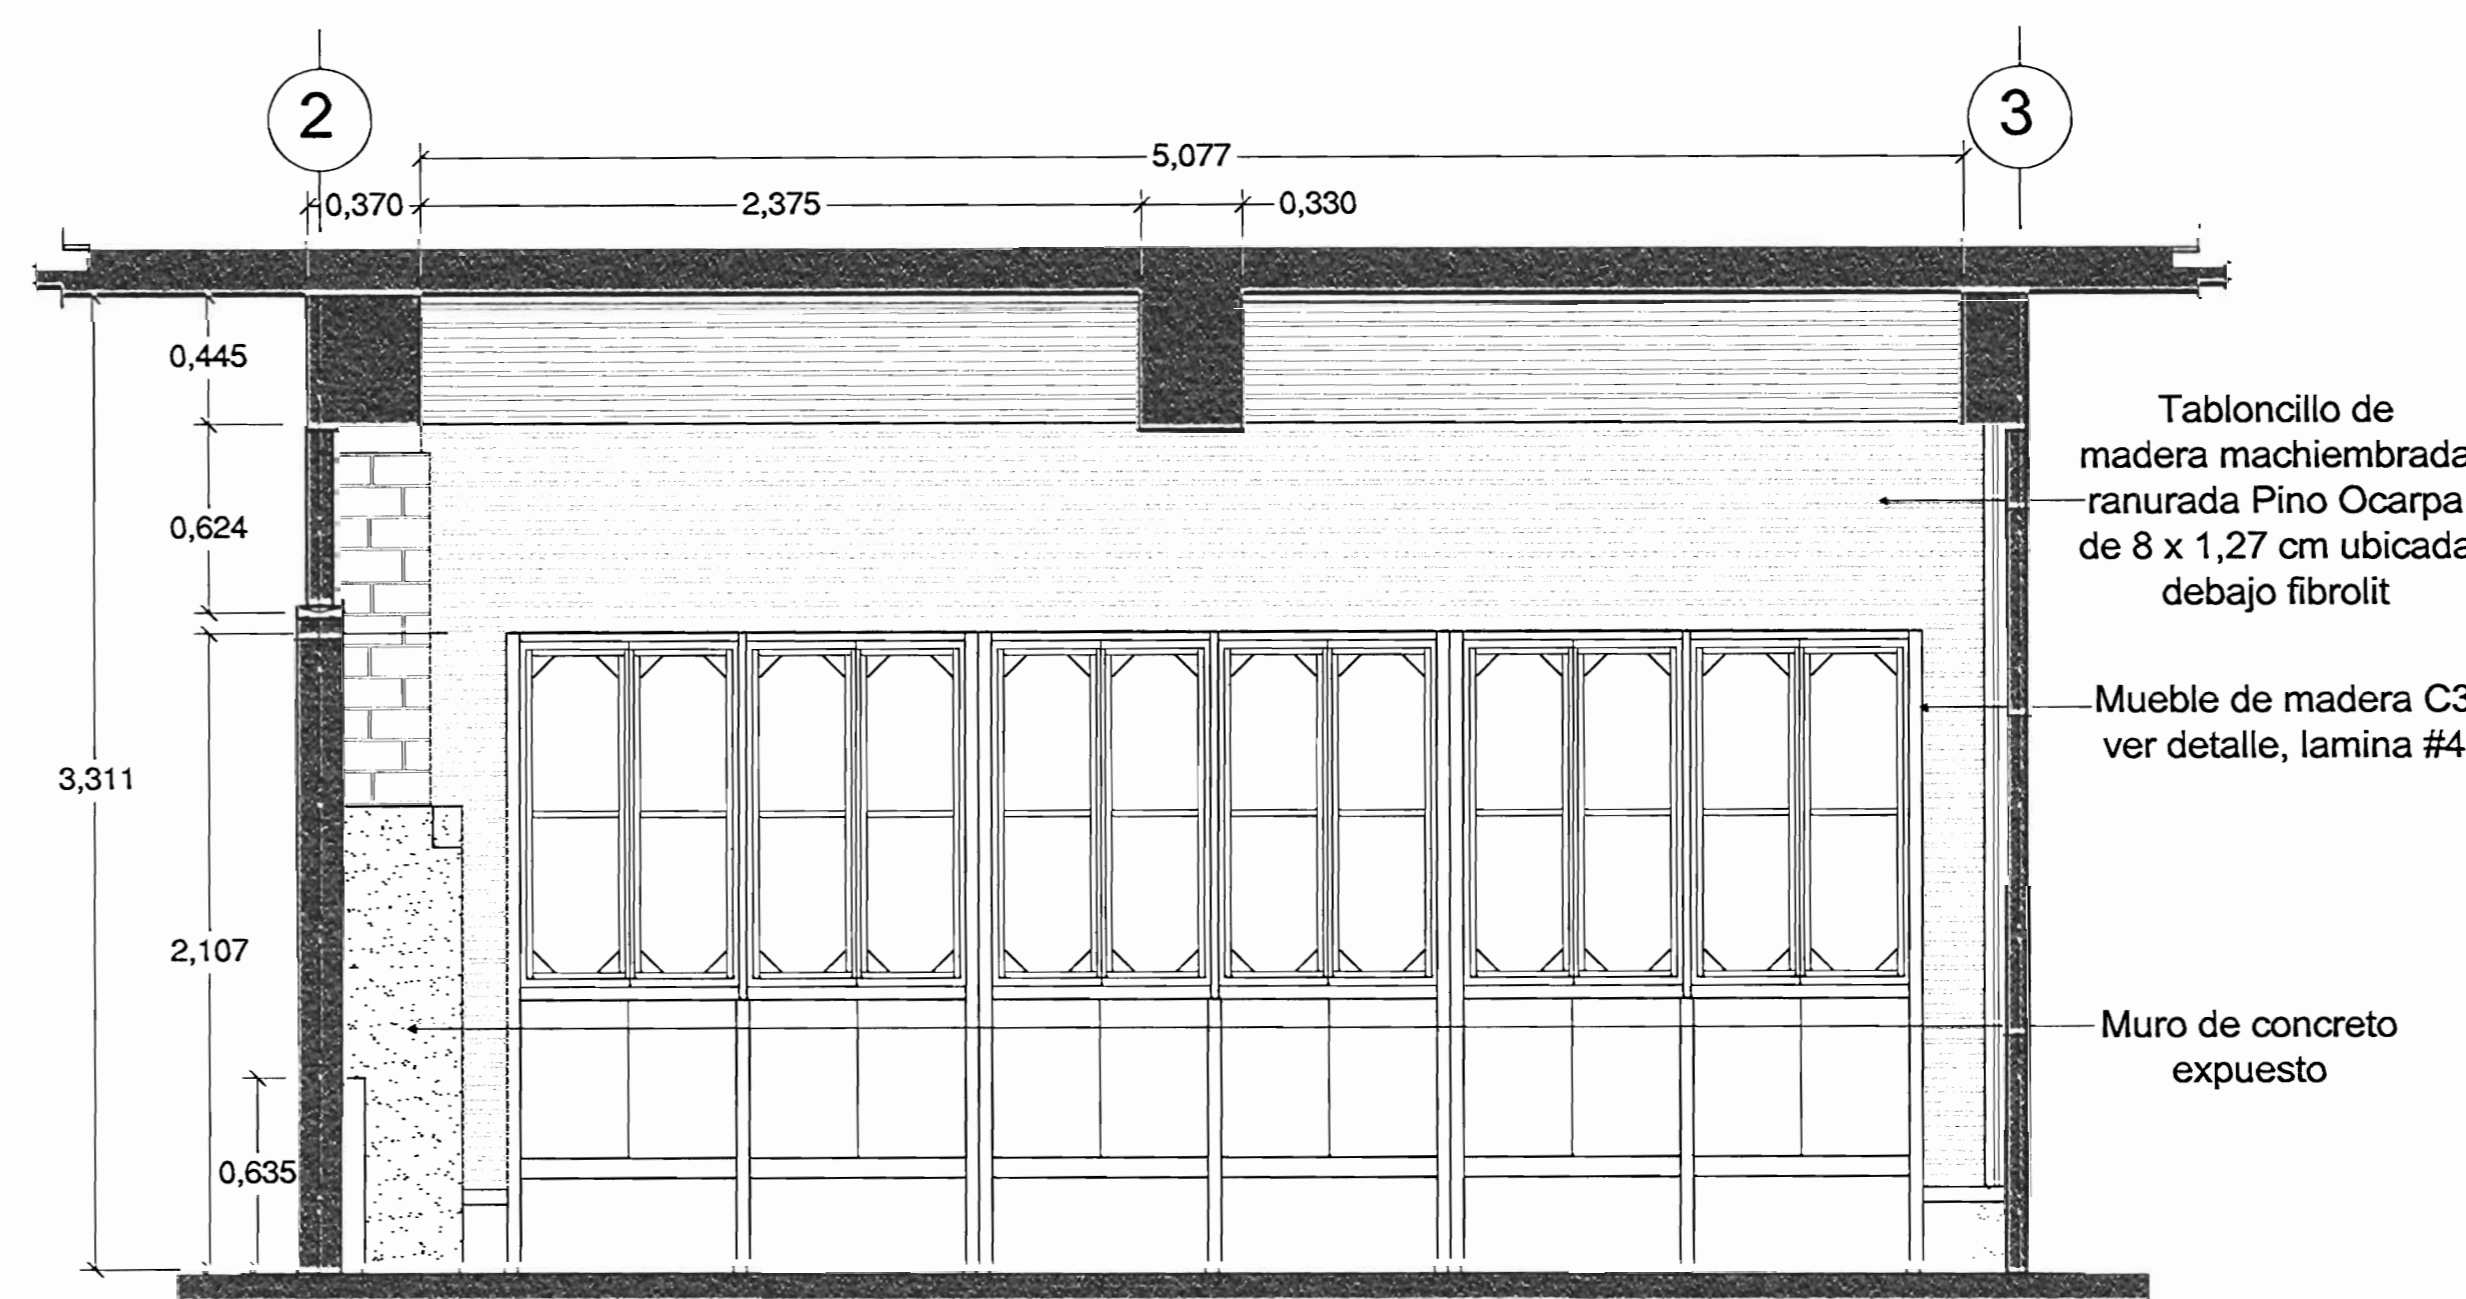 2
3
5,077
0,370
2,375
0,330
0,445
0,624
3,311
2,107
0,635
Tabloncillo de
madera machiembrada
ranurada Pino Ocarpa
de 8 x 1,27 cm ubicada
debajo fibrolit
Mueble de madera C3
ver detalle, lamina #4
Muro de concreto
expuesto